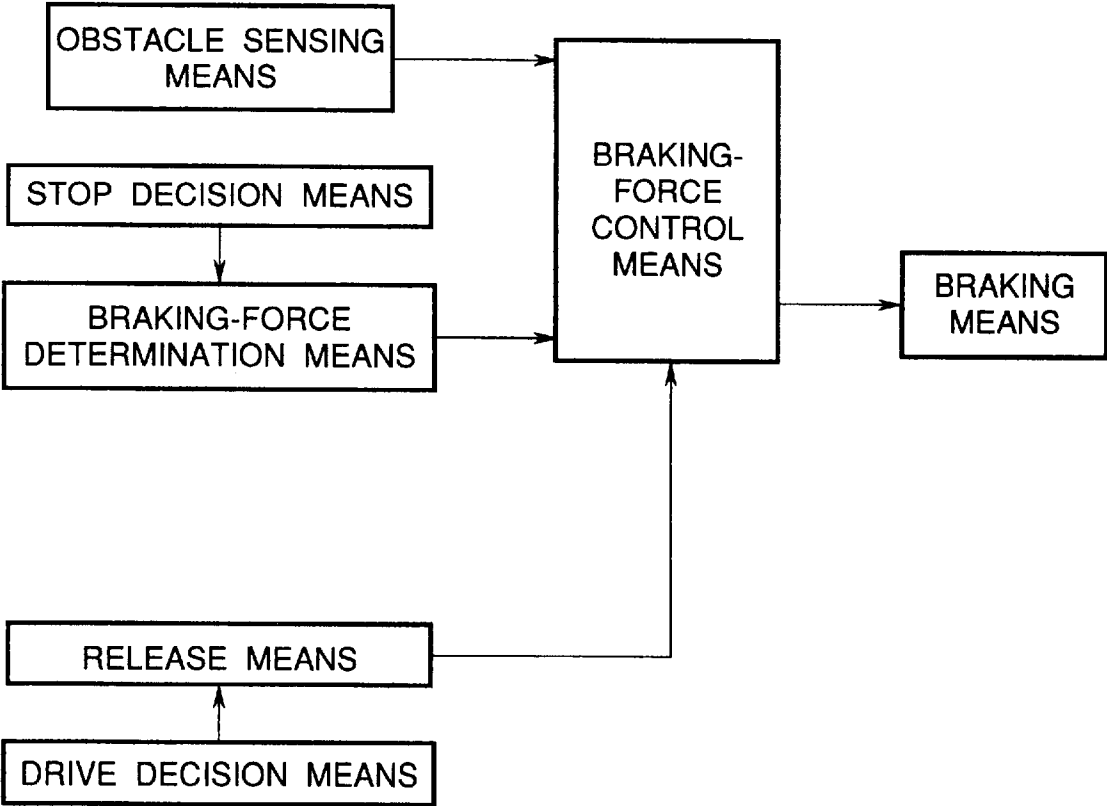 OBSTACLE SENSING
MEANS
STOP DECISION MEANS
BRAKING-FORCE
DETERMINATION MEANS
BRAKING-
FORCE
CONTROL
MEANS
BRAKING
MEANS
RELEASE MEANS
DRIVE DECISION MEANS